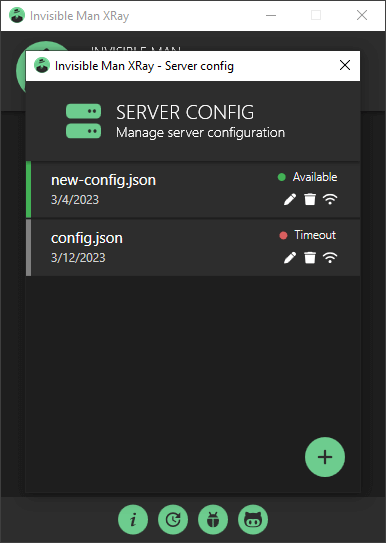 Invisible Man XRay
INVISIBLE MAN
Invisible Man XRay - Server config
SERVER CONFIG
Manage server configuration
new-config.json
Available
3/4/2023
config.json
Timeout
3/12/2023